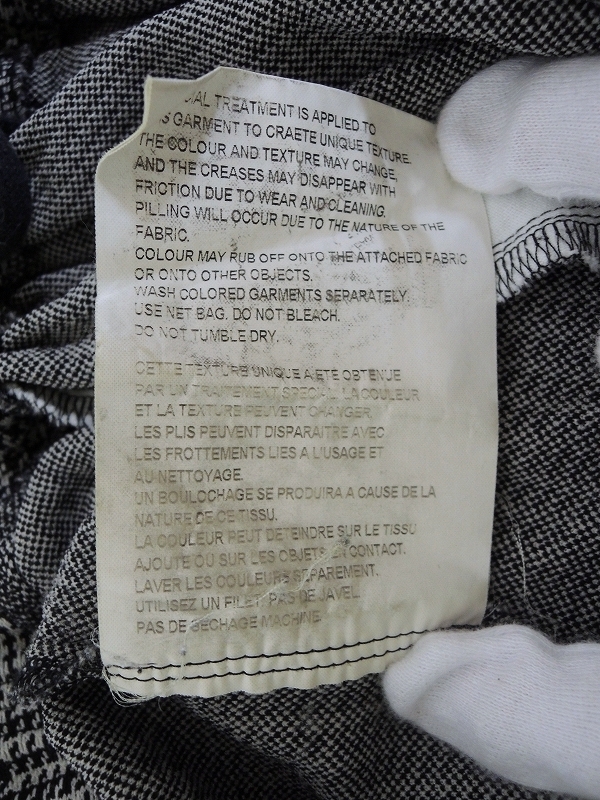 TREATMENT IS APPLIED TO
GARMENT TO CRAETE UNIQUE TEXTURE.
THE COLOUR AND TEXTURE MAY CHANGE,
AND THE CREASES MAY DISAPPEAR WITH
FRICTION DUE TO WEAR AND CLEANING.
PILLING WILL OCCUR DUE TO THE NATURE OF THE
FABRIC.
COLOUR MAY RUB OFF ONTO THE ATTACHED FABRIC
OR ONTO OTHER OBJECTS.
WASH COLORED GARMENTS SEPARATELY.
USE NET BAG. DO NOT BLEACH.
DO NOT TUMBLE DRY.
CETTE TEXTURE UNIQUE A ETE OBTENUE
PAR UN TRAITEMENT SPECIAL. LA COULEUR
ET LA TEXTURE PEUVENT CHANGER.
LES PLIS PEUVENT DISPARAITRE AVEC
LES FROTTEMENTS LIES A L'USAGE ET
AU NETTOYAGE.
UN BOULOCHAGE SE PRODUIRA A CAUSE DE LA
NATURE DE CE TISSU.
LA COULEUR PEUT DETEINDRE SUR LE TISSU
AJOUTE OU SUR LES OBJETS EN CONTACT.
LAVER LES COULEURS SEPAREMENT.
UTILISEZ UN FILET. PAS DE JAVEL.
PAS DE SECHAGE MACHINE.